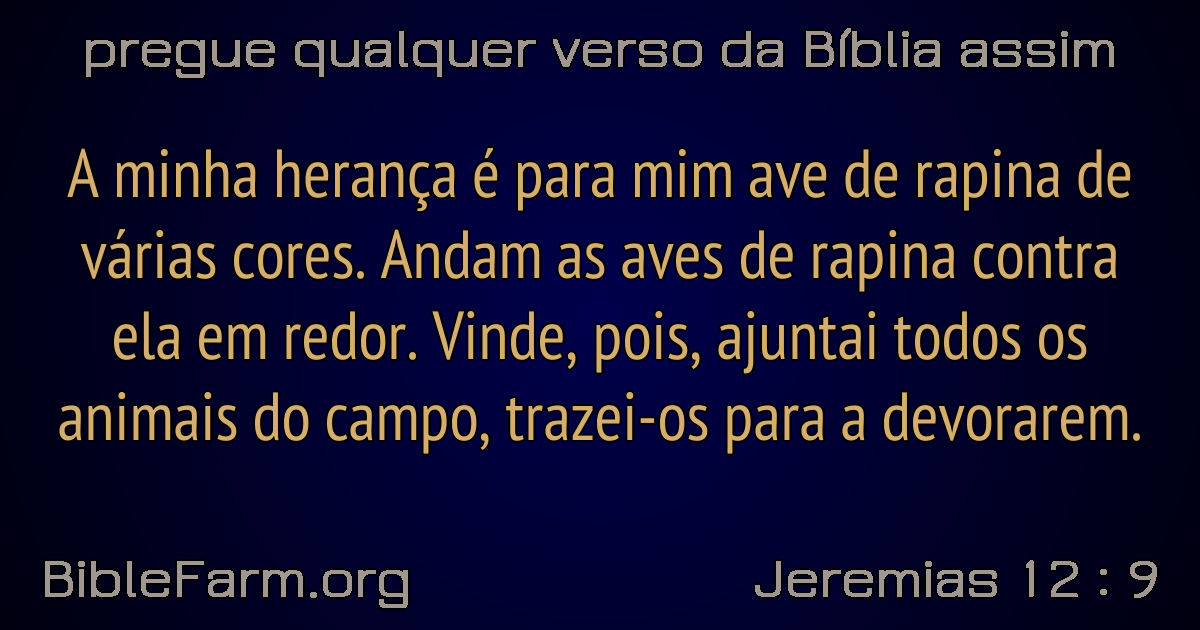 pregue qualquer verso da Bíblia assim
A minha herança é para mim ave de rapina de
várias cores. Andam as aves de rapina contra
ela em redor. Vinde, pois, ajuntai todos os
animais do campo, trazei-os para a devorarem.
BibleFarm.org
Jeremias 12 : 9